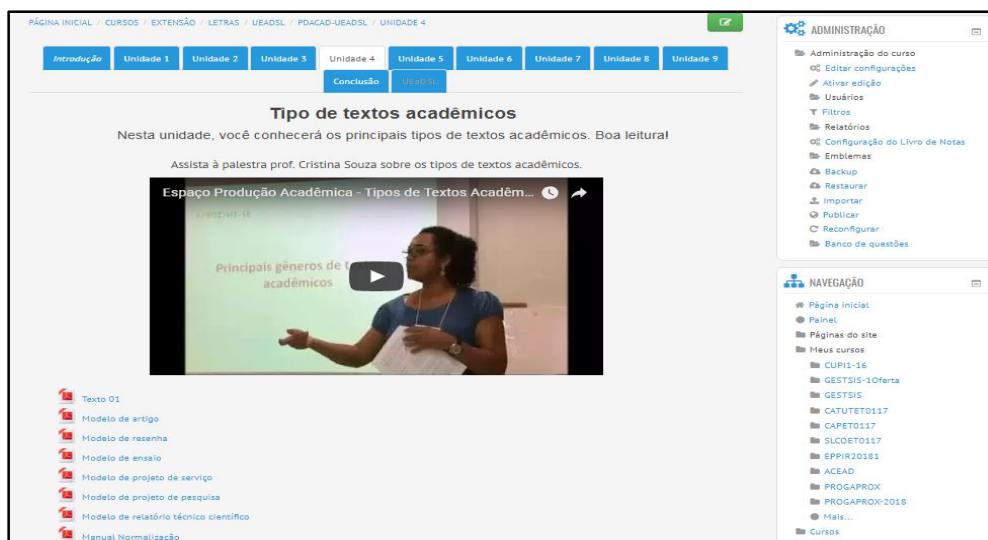 PÁGINA INICIAL / CURSOS / EXTENSÃO / LETRAS / UEADSL / PDACAD-UEADSL / UNIDADE 4
Introdução Unidade 1 Unidade 2 Unidade 3 Unidade 4 Unidade 5 Unidade 6 Unidade 7 Unidade 8 Unidade 9
Conclusão UEaDSL
Tipo de textos acadêmicos
Nesta unidade, você conhecerá os principais tipos de textos acadêmicos. Boa leitura!
Assista à palestra prof. Cristina Souza sobre os tipos de textos acadêmicos.
Espaço Produção Acadêmica - Tipos de Textos Acadêm...
Principais gêneros de
acadêmicos
Texto 01
Modelo de artigo
Modelo de resenha
Modelo de ensaio
Modelo de projeto de serviço
Modelo de projeto de pesquisa
Modelo de relatório técnico científico
Manual Normalização
ADMINISTRAÇÃO
Administração do curso
Editar configurações
Ativar edição
Usuários
Filtros
Relatórios
Configuração do Livro de Notas
Emblemas
Backup
Restaurar
Importar
Publicar
Reconfigurar
Banco de questões
NAVEGAÇÃO
Página inicial
Painel
Páginas do site
Meus cursos
CUPI1-16
GESTSIS-1Oferta
GESTSIS
CATUTET0117
CAPET0117
SLCOET0117
EPPIR20181
ACEAD
PROGAPROX
PROGAPROX-2018
Mais...
Cursos